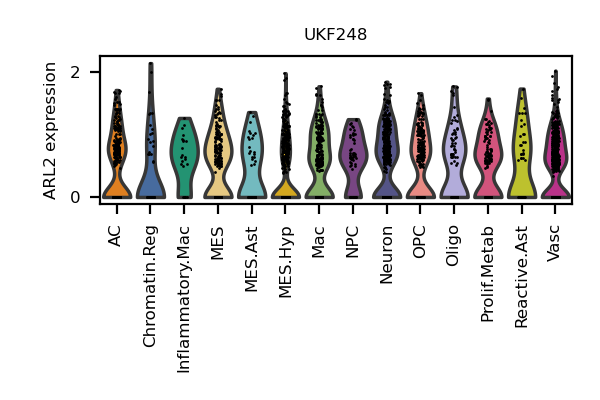 UKF248
ARL2 expression
2
0
AC
Chromatin.Reg
Inflammatory.Mac
MES
MES.Ast
MES.Hyp
Mac
NPC
Neuron
OPC
Oligo
Prolif.Metab
Reactive.Ast
Vasc